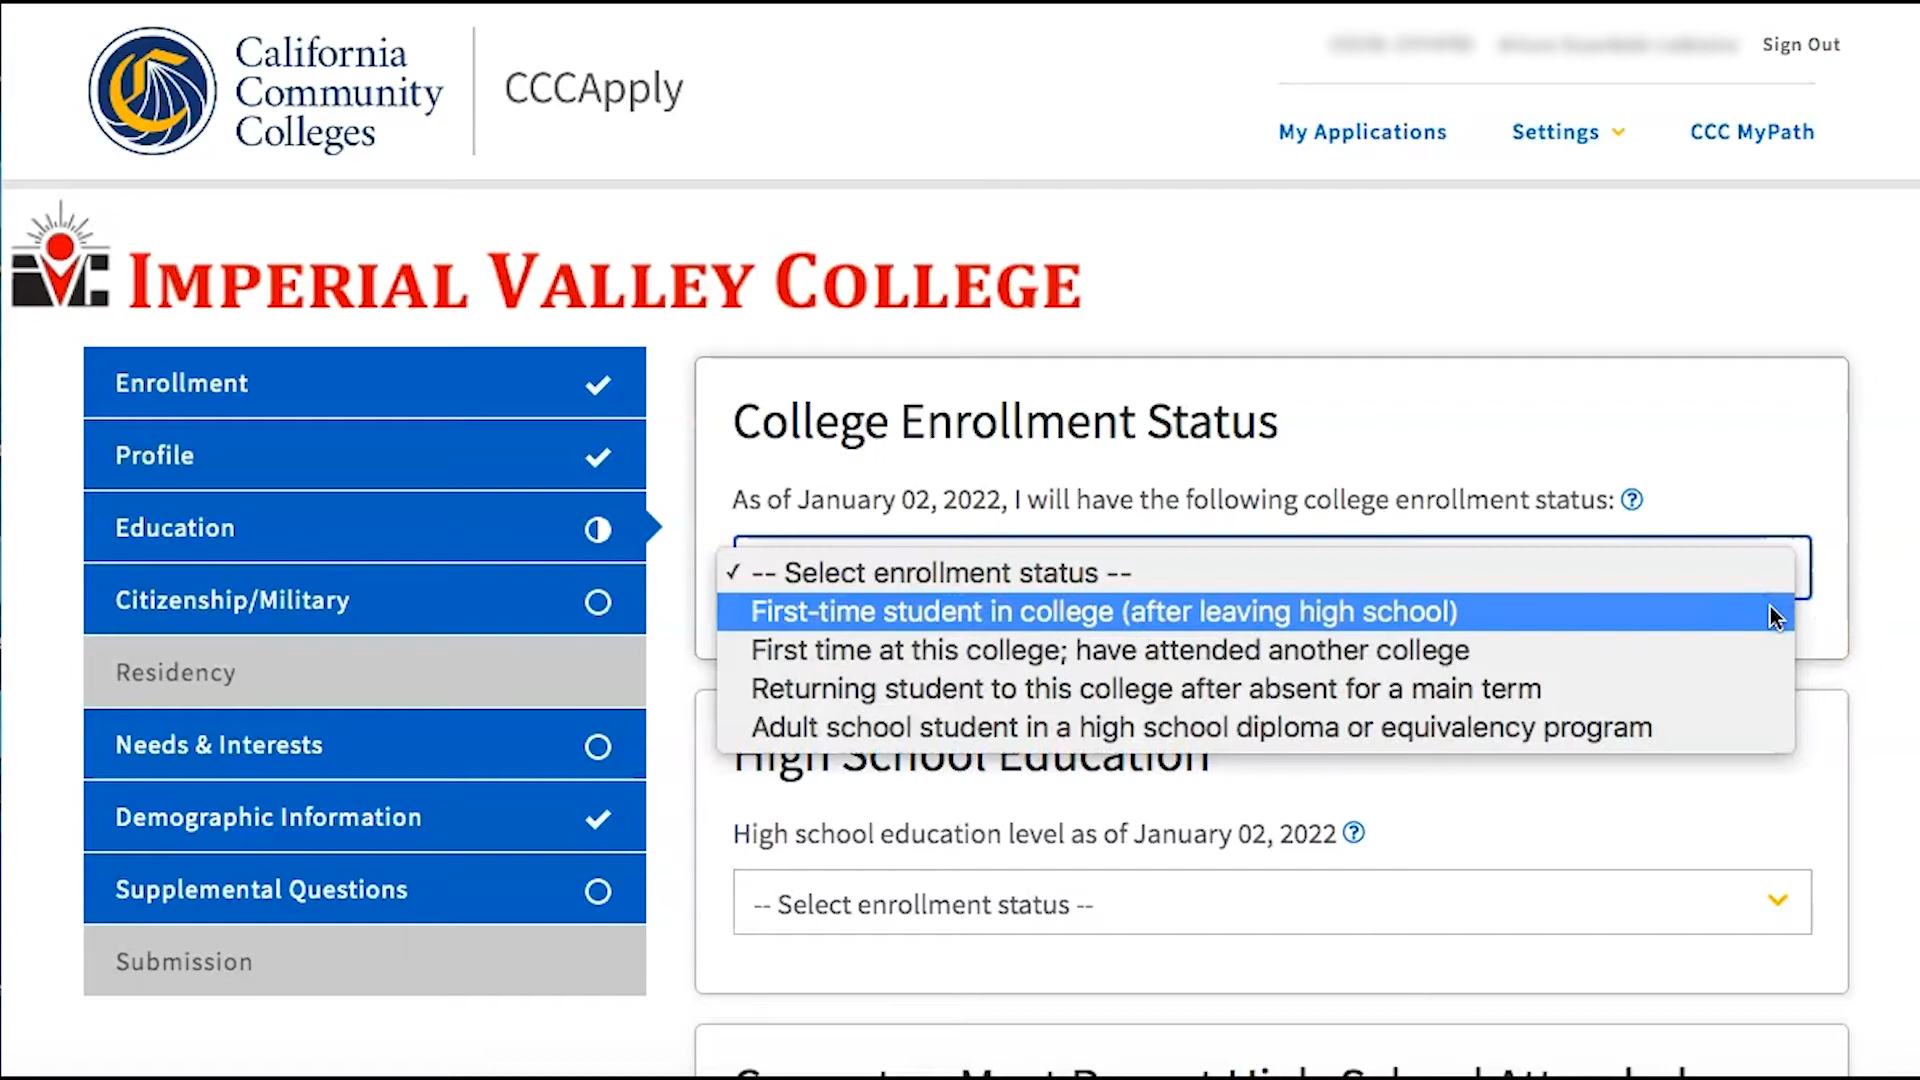 California
Community
Colleges
CCCApply
Sign Out
My Applications
Settings
CCC MyPath
IVC
IMPERIAL VALLEY COLLEGE
Enrollment
Profile
Education
Citizenship/Military
Residency
Needs & Interests
Demographic Information
Supplemental Questions
Submission
College Enrollment Status
As of January 02, 2022, I will have the following college enrollment status: ?
✓ -- Select enrollment status --
First-time student in college (after leaving high school)
First time at this college; have attended another college
Returning student to this college after absent for a main term
Adult school student in a high school diploma or equivalency program
High School Education
High school education level as of January 02, 2022 ?
-- Select enrollment status --